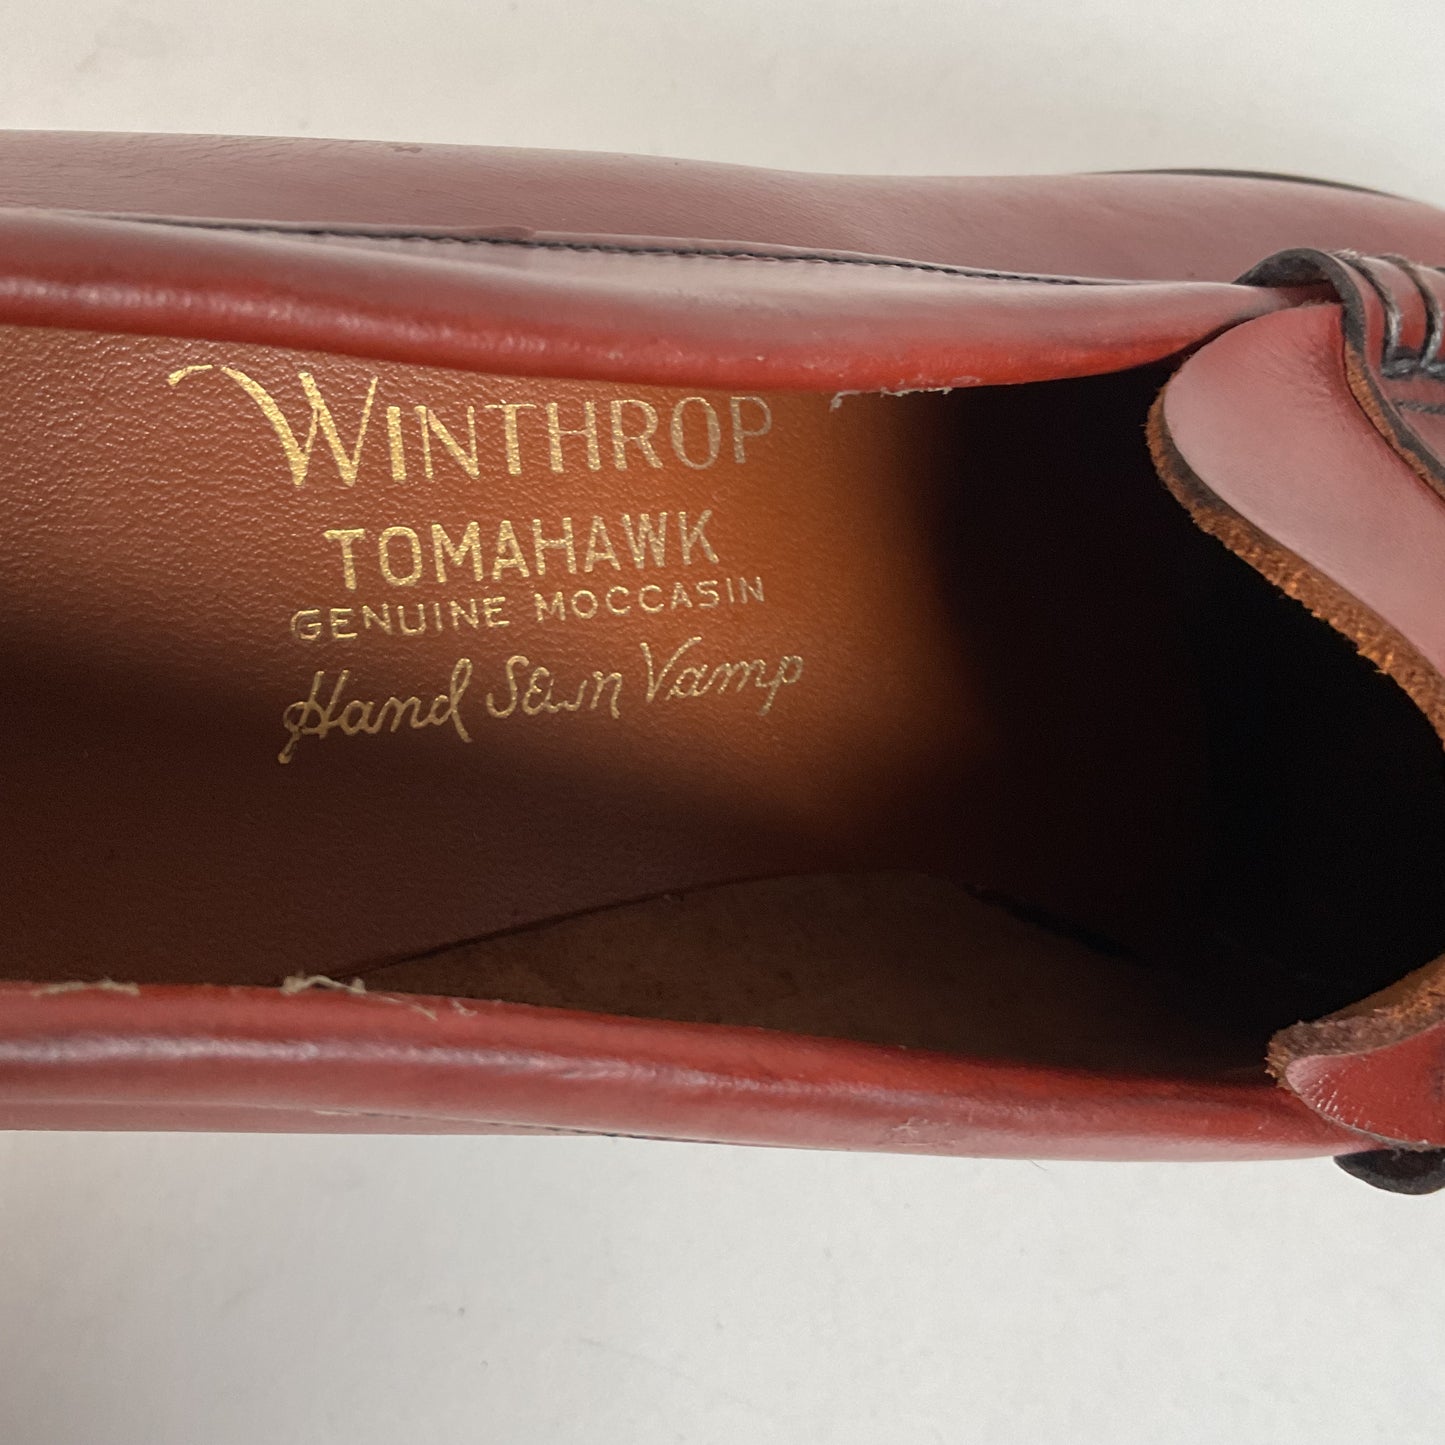 WINTHROP
TOMAHAWK
GENUINE MOCCASIN
Hand Sewn Vamp